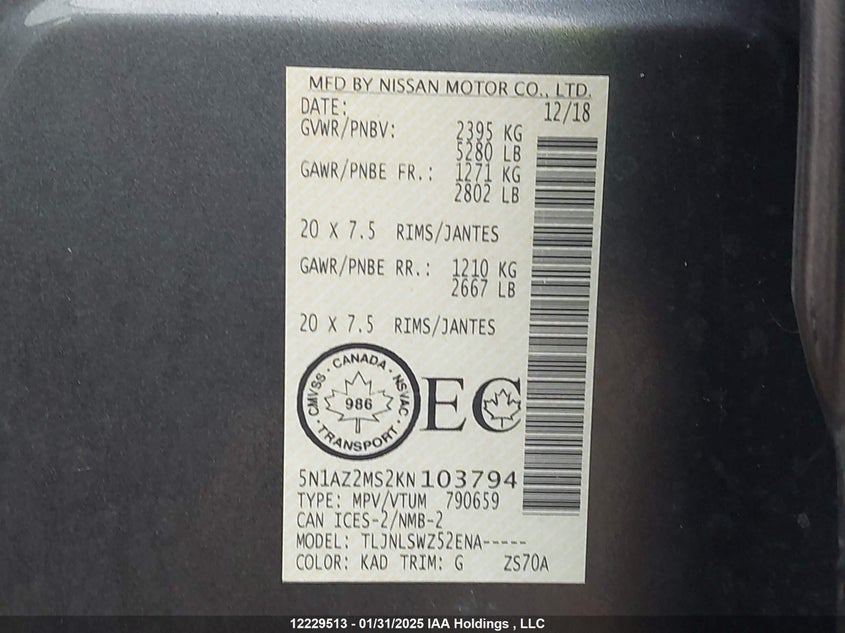 MFD BY NISSAN MOTOR CO., LTD.
DATE: 12/18
GVWR/PNBV: 2395 KG
5280 LB
GAWR/PNBE FR.: 1271 KG
2802 LB
20 X 7.5 RIMS/JANTES
GAWR/PNBE RR.: 1210 KG
2667 LB
20 X 7.5 RIMS/JANTES
CMVSS · CANADA · NSVAC
986
· TRANSPORT ·
EC
5N1AZ2MS2KN103794
TYPE: MPV/VTUM 790659
CAN ICES-2/NMB-2
MODEL: TLJNLSWZ52ENA-----
COLOR: KAD TRIM: G ZS70A
12229513 - 01/31/2025 IAA Holdings , LLC